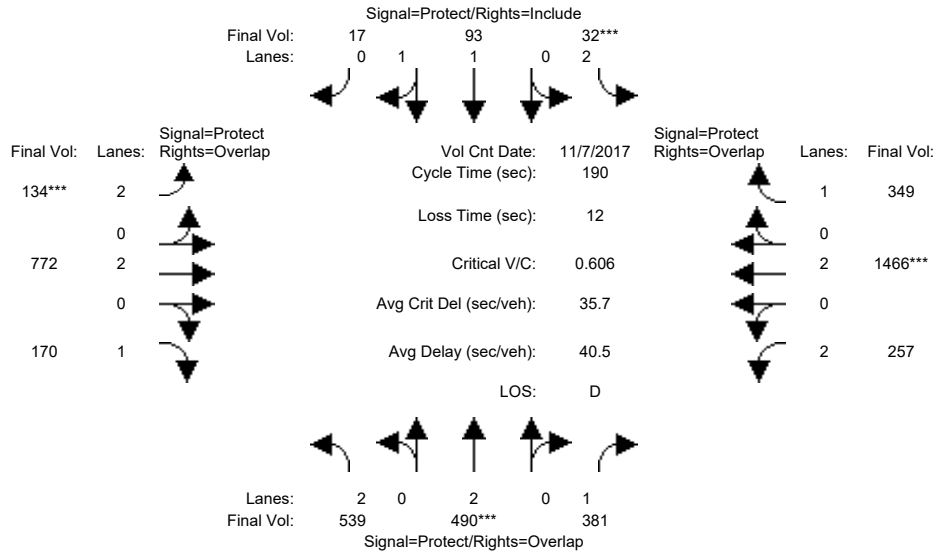 Signal=Protect/Rights=Include
Final Vol: 17 93 32***
Lanes: 0 1 1 0 2
Signal=Protect Signal=Protect
Final Vol: Lanes: Rights=Overlap Vol Cnt Date: 11/7/2017 Rights=Overlap Lanes: Final Vol:
Cycle Time (sec): 190
134*** 2 1 349
Loss Time (sec): 12
0 0
772 2 Critical V/C: 0.606 2 1466***
0 Avg Crit Del (sec/veh): 35.7 0
170 1 Avg Delay (sec/veh): 40.5 2 257
LOS: D
Lanes: 2 0 2 0 1
Final Vol: 539 490*** 381
Signal=Protect/Rights=Overlap